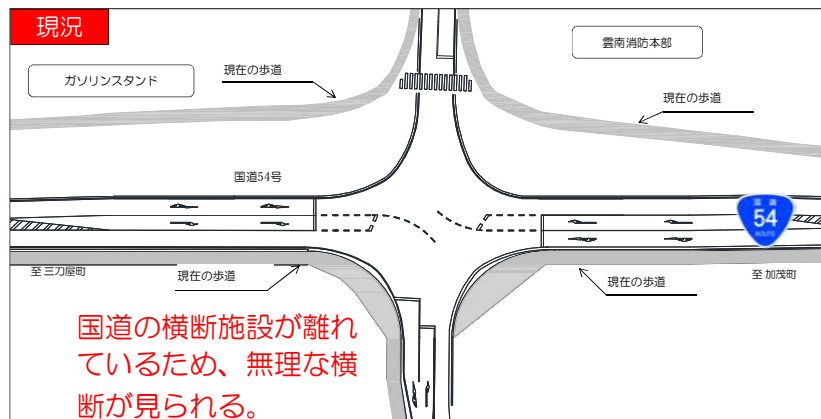 現況
雲南消防本部
ガソリンスタンド
現在の歩道
現在の歩道
国道54号
国道
54
ROUTE
至 三刀屋町
現在の歩道
現在の歩道
至 加茂町
国道の横断施設が離れ
ているため、無理な横
断が見られる。